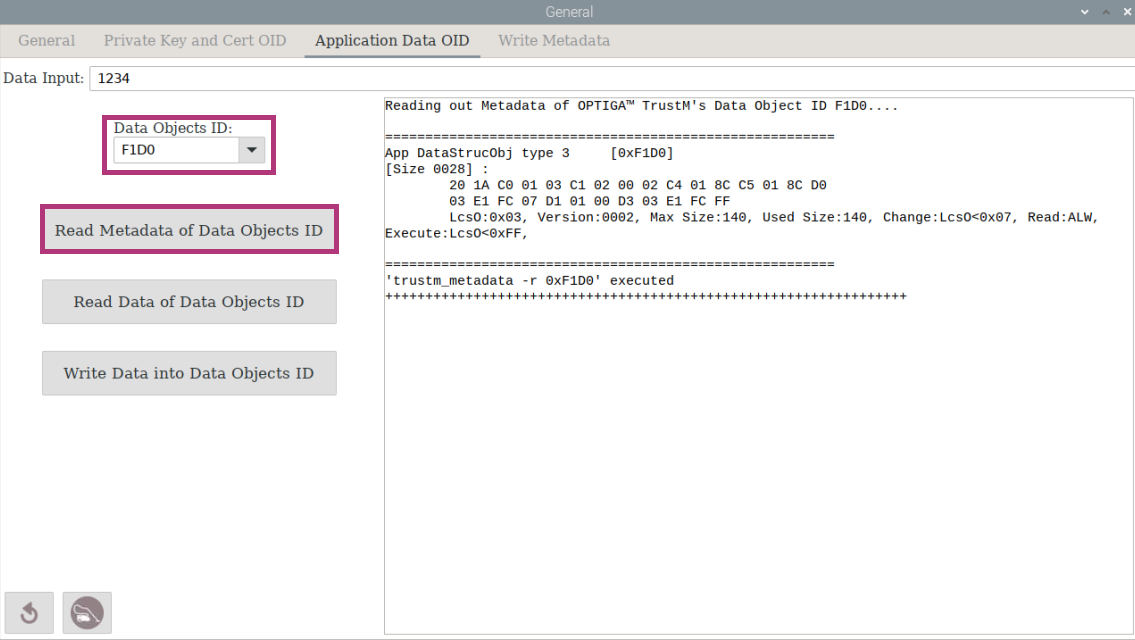 General
General Private Key and Cert OID Application Data OID Write Metadata
Data Input: 1234
Data Objects ID:
F1D0
Read Metadata of Data Objects ID
Read Data of Data Objects ID
Write Data into Data Objects ID
Reading out Metadata of OPTIGA™ TrustM's Data Object ID F1D0....
========================================================
App DataStrucObj type 3     [0xF1D0]
[Size 0028] :
20 1A C0 01 03 C1 02 00 02 C4 01 8C C5 01 8C D0
03 E1 FC 07 D1 01 00 D3 03 E1 FC FF
LcsO:0x03, Version:0002, Max Size:140, Used Size:140, Change:LcsO<0x07, Read:ALW,
Execute:LcsO<0xFF,
========================================================
'trustm_metadata -r 0xF1D0' executed
+++++++++++++++++++++++++++++++++++++++++++++++++++++++++++++++++